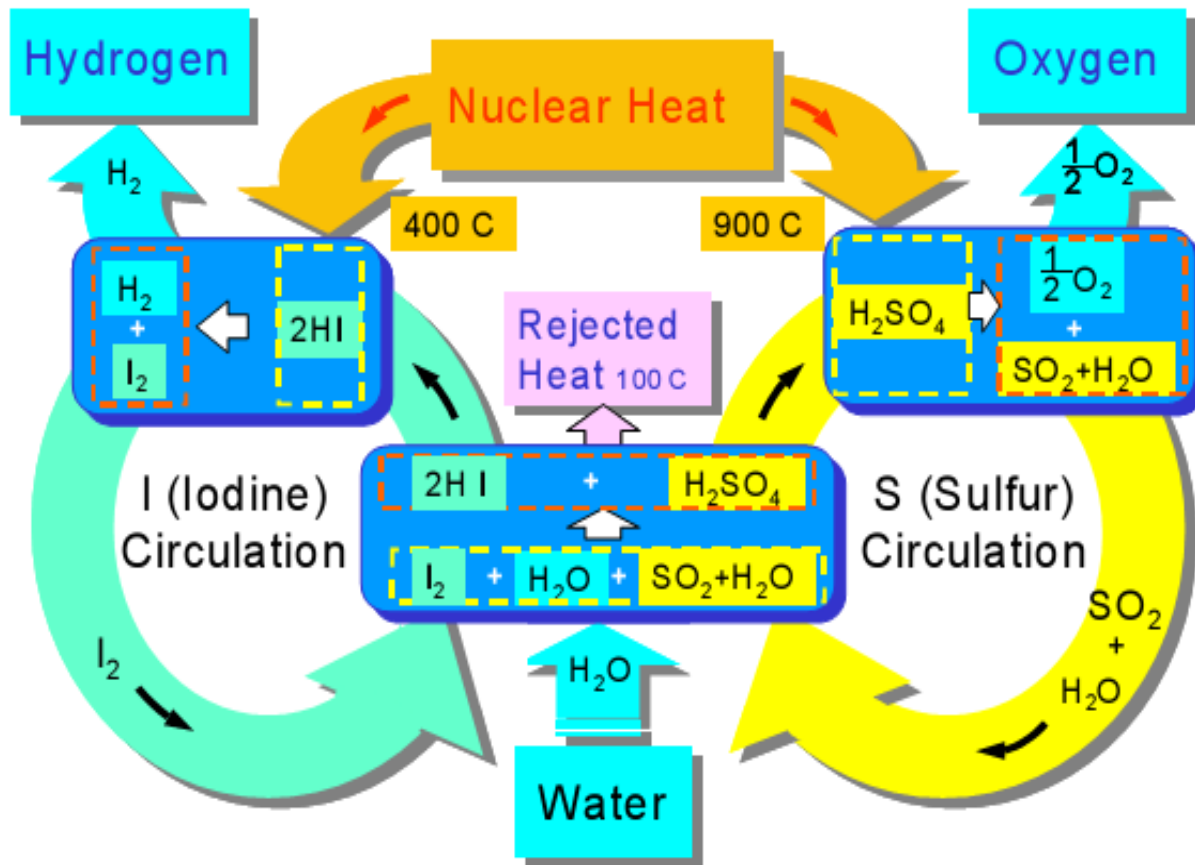 Hydrogen
Nuclear Heat
Oxygen
H₂
½O₂
400 C
900 C
H₂
+
I₂
2HI
H₂SO₄
½O₂
+
SO₂+H₂O
Rejected
Heat 100 C
I (Iodine)
Circulation
2H I + H₂SO₄
I₂ + H₂O + SO₂+H₂O
S (Sulfur)
Circulation
I₂
H₂O
SO₂
+
H₂O
Water